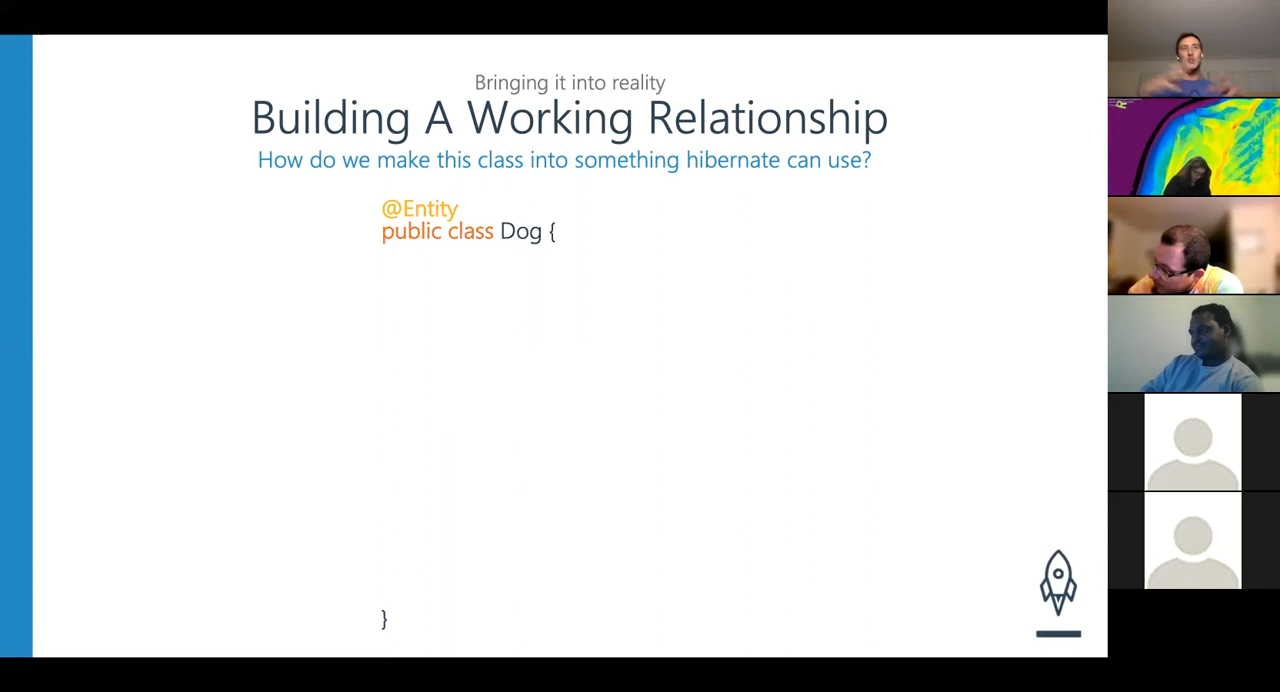 Bringing it into reality
Building A Working Relationship
How do we make this class into something hibernate can use?
@Entity
public class Dog {
}